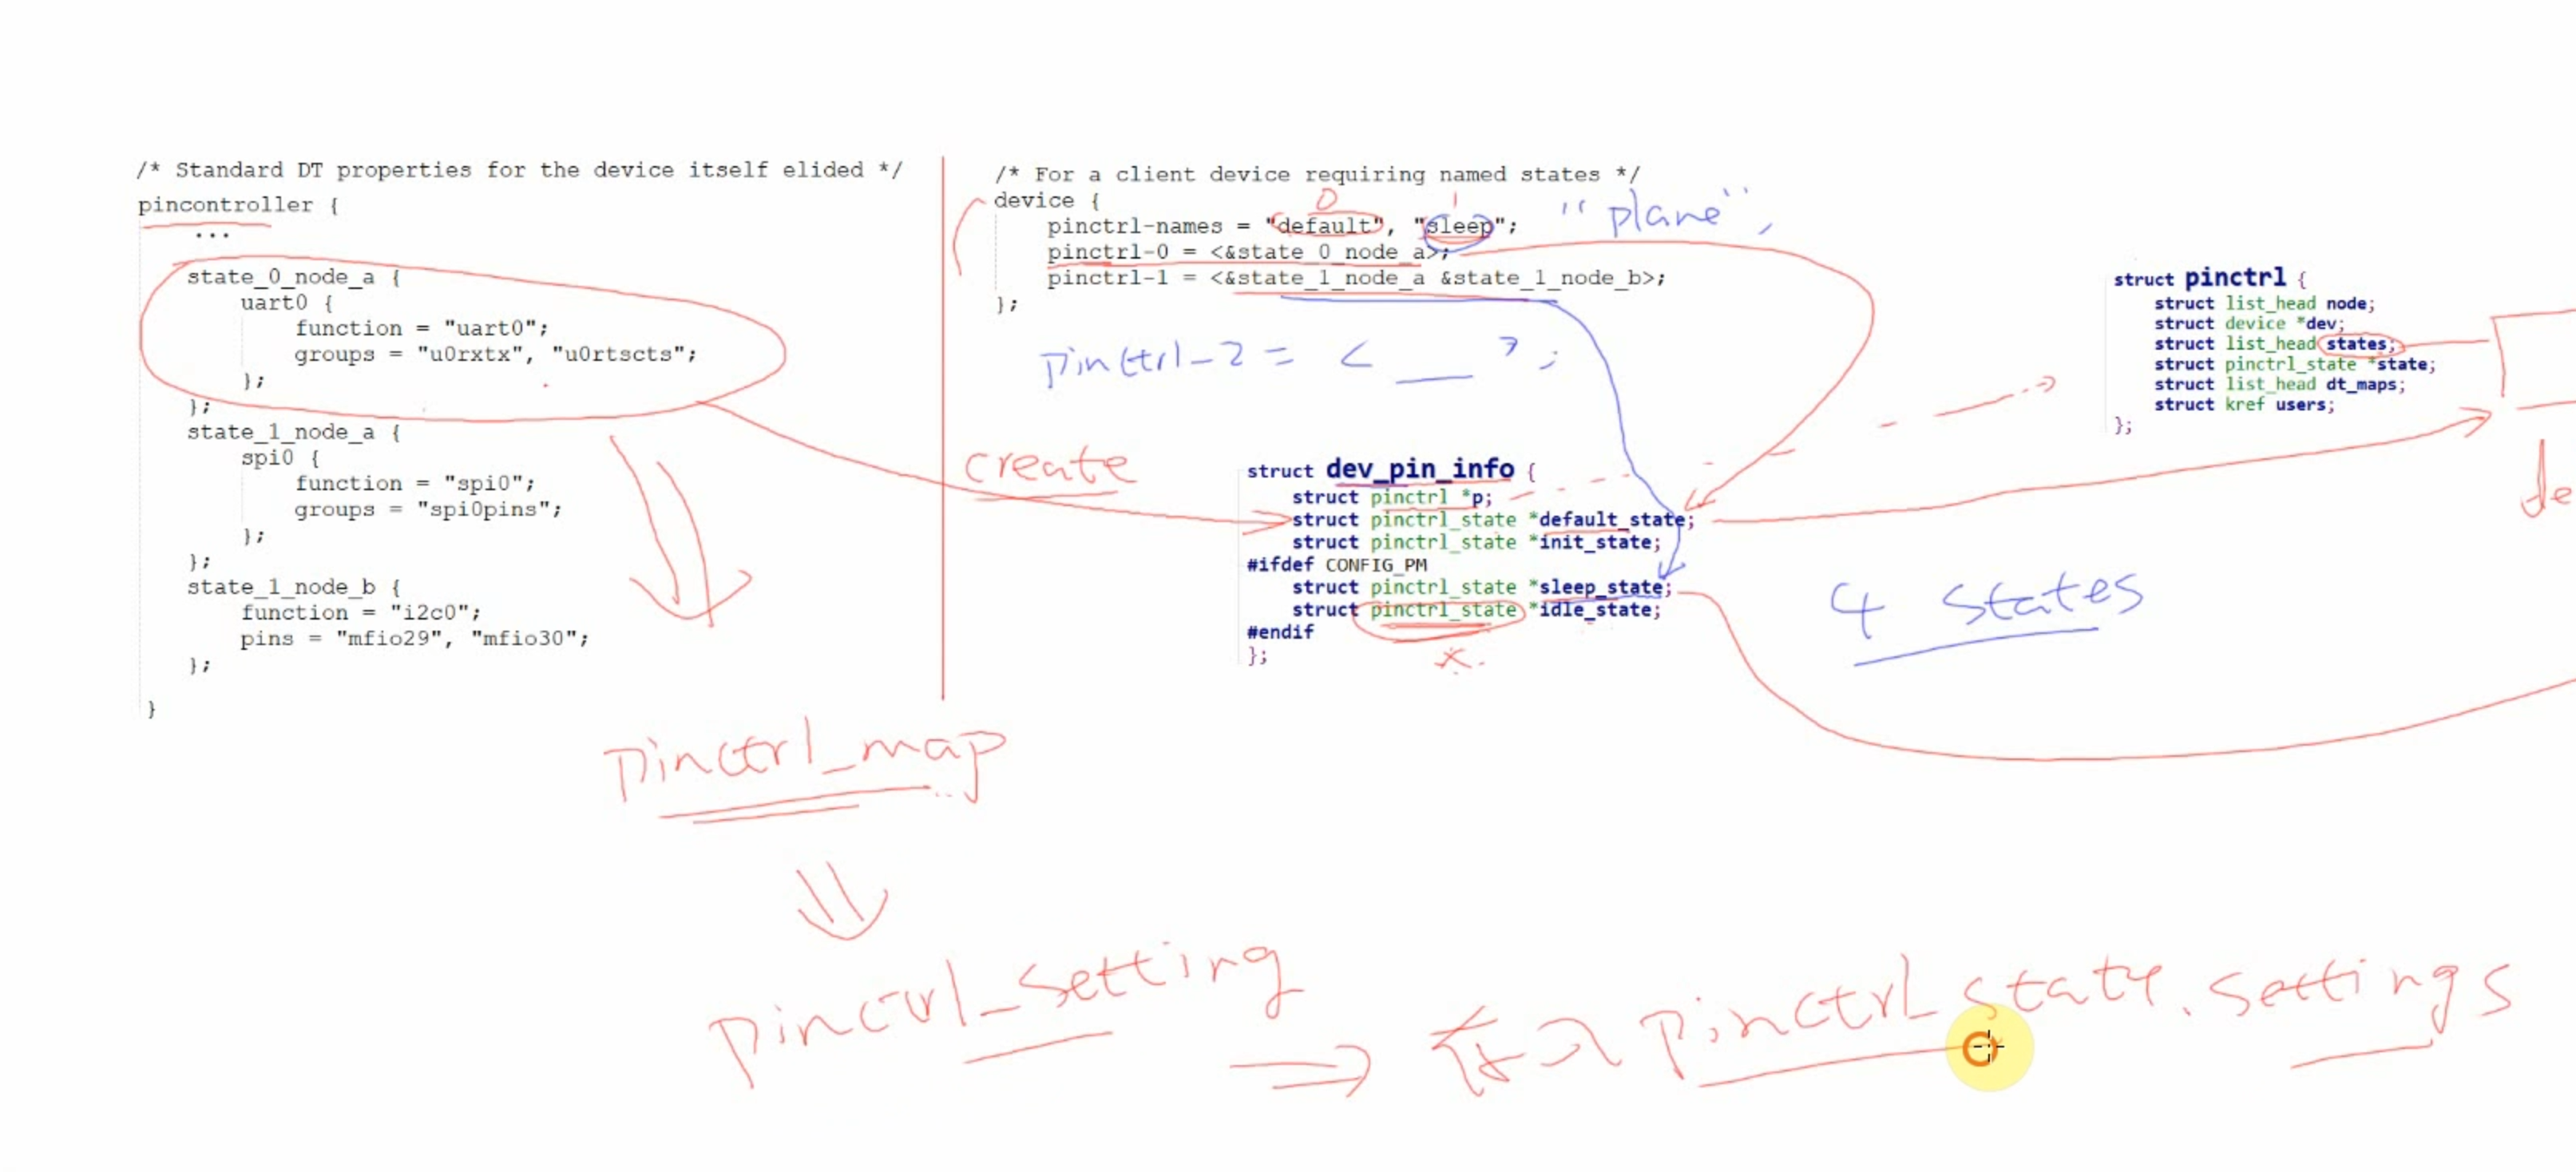 /* Standard DT properties for the device itself elided */
pincontroller {
...
state_0_node_a {
uart0 {
function = "uart0";
groups = "u0rxtx", "u0rtscts";
};
};
state_1_node_a {
spi0 {
function = "spi0";
groups = "spi0pins";
};
};
state_1_node_b {
function = "i2c0";
pins = "mfio29", "mfio30";
};
}
/* For a client device requiring named states */
0 1
device {
pinctrl-names = "default", "sleep"; "plane",
pinctrl-0 = <&state_0_node_a>;
pinctrl-1 = <&state_1_node_a &state_1_node_b>;
};
pinctrl-2 = < __ >;
create
struct dev_pin_info {
struct pinctrl *p;
struct pinctrl_state *default_state;
struct pinctrl_state *init_state;
#ifdef CONFIG_PM
struct pinctrl_state *sleep_state;
struct pinctrl_state *idle_state;
#endif
};
struct pinctrl {
struct list_head node;
struct device *dev;
struct list_head states;
struct pinctrl_state *state;
struct list_head dt_maps;
struct kref users;
};
de
4 states
pinctrl_map
pinctrl_setting
存入 pinctrl_state.settings